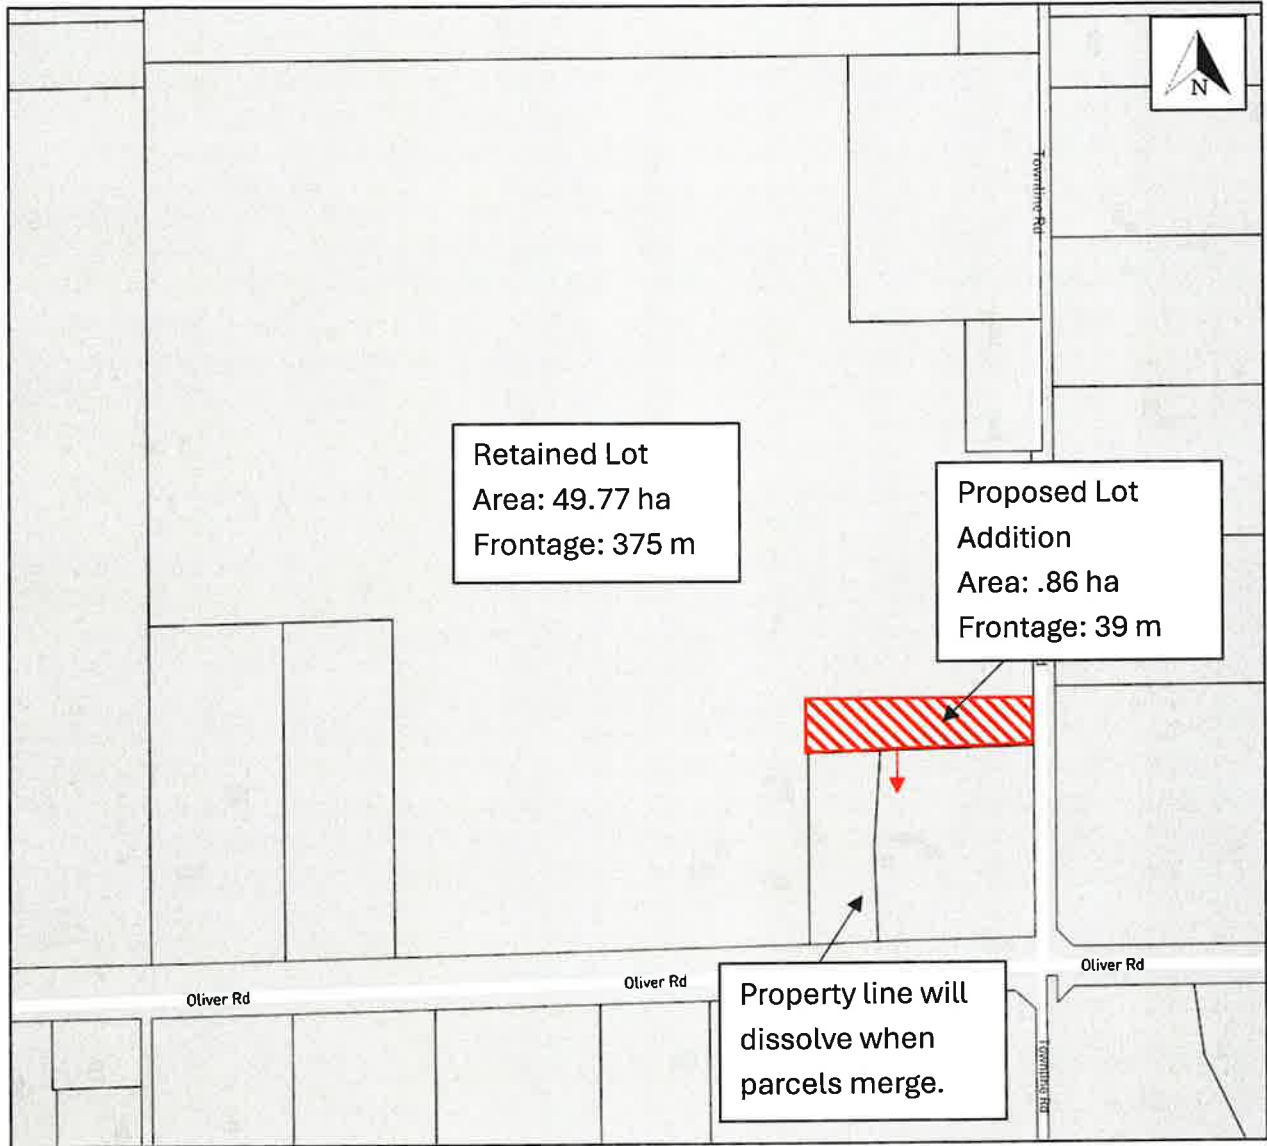 N
Townline Rd
Retained Lot
Area: 49.77 ha
Frontage: 375 m
Proposed Lot
Addition
Area: .86 ha
Frontage: 39 m
Oliver Rd
Oliver Rd
Oliver Rd
Property line will
dissolve when
parcels merge.
Townline Rd